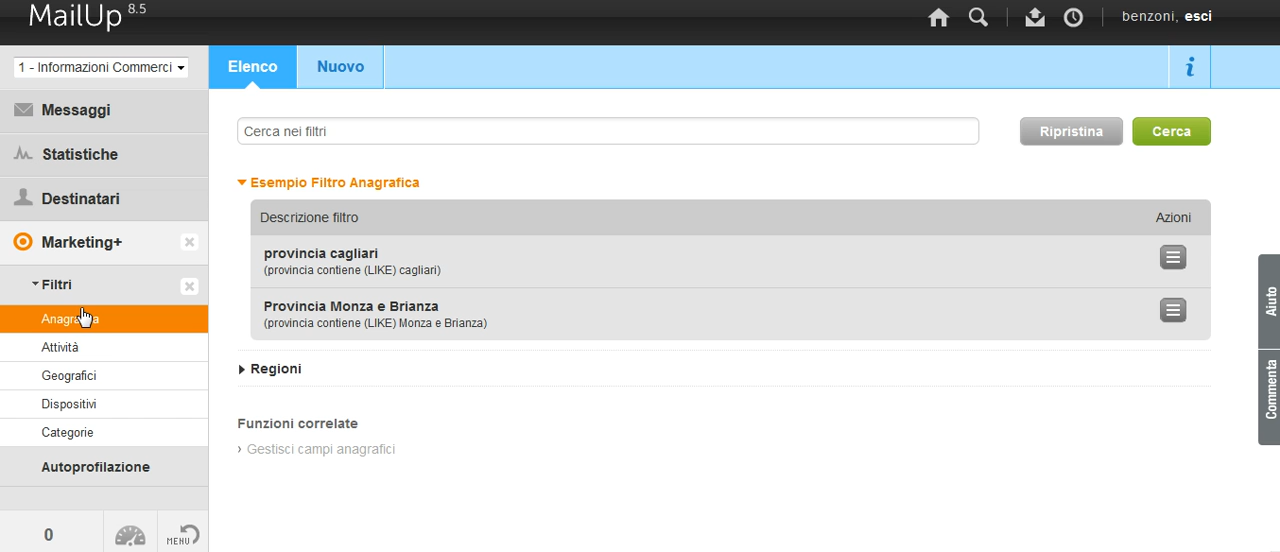 MailUp 8.5
benzoni, esci
1 - Informazioni Commerci
Elenco
Nuovo
i
Messaggi
Statistiche
Destinatari
Marketing+
Filtri
Attività
Geografici
Dispositivi
Categorie
Autoprofilazione
0
MENU
Cerca nei filtri
Ripristina
Cerca
Esempio Filtro Anagrafica
Descrizione filtro
Azioni
provincia cagliari
(provincia contiene (LIKE) cagliari)
Provincia Monza e Brianza
(provincia contiene (LIKE) Monza e Brianza)
Regioni
Funzioni correlate
› Gestisci campi anagrafici
Aiuto
Commenta